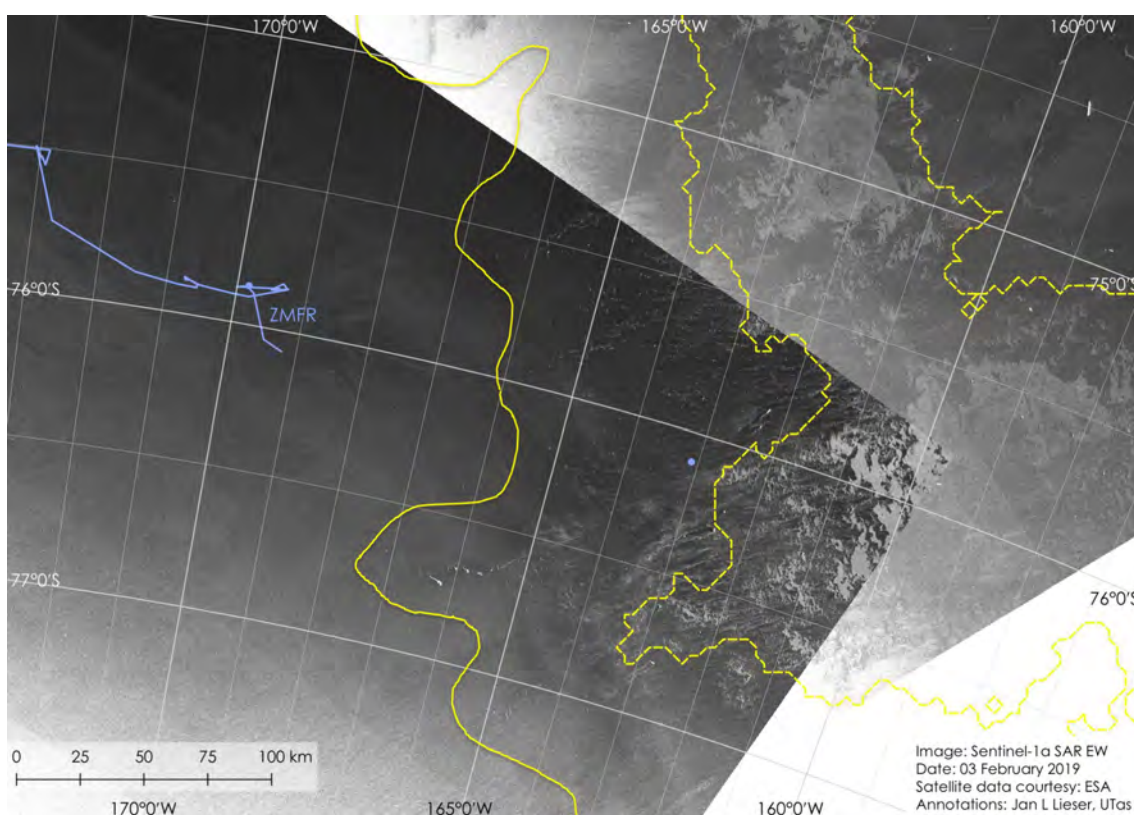 170°0'W
165°0'W
160°0'W
76°0'S
75°0'S
ZMFR
77°0'S
76°0'S
0 25 50 75 100 km
170°0'W
165°0'W
160°0'W
Image: Sentinel-1a SAR EW
Date: 03 February 2019
Satellite data courtesy: ESA
Annotations: Jan L Lieser, UTas